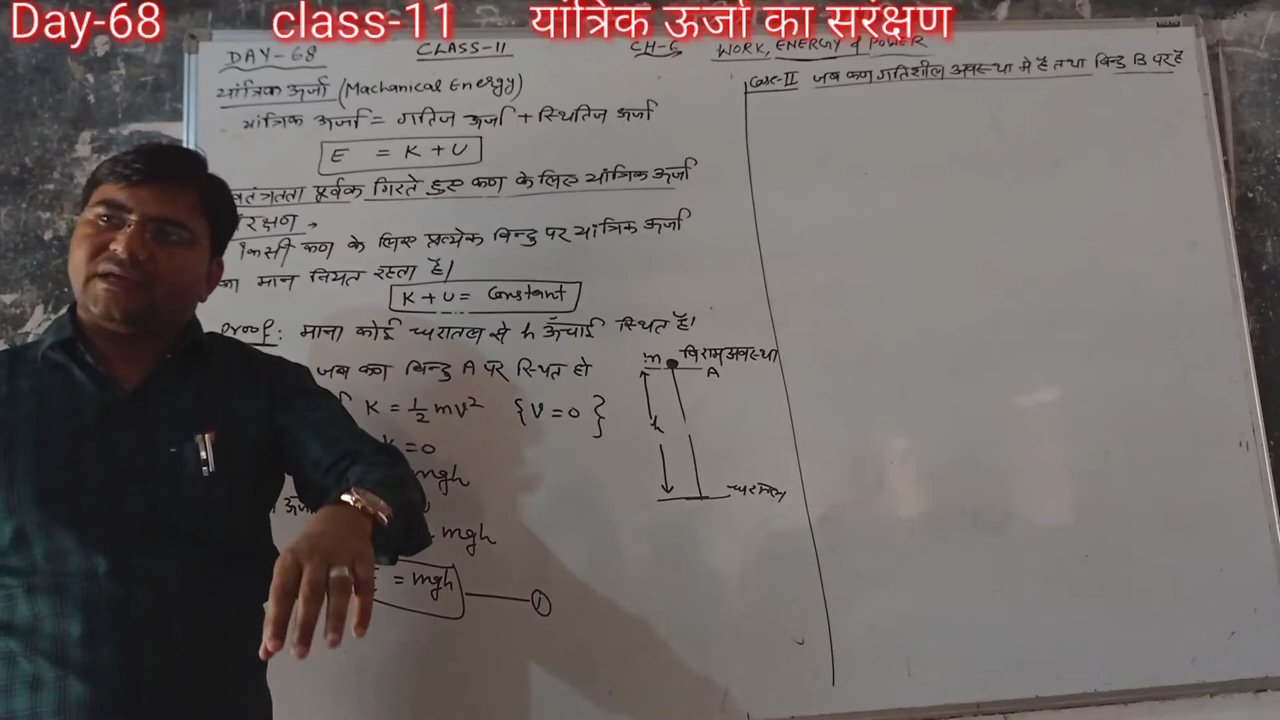 Day-68 class-11 यांत्रिक ऊर्जा का सरंक्षण
DAY-68 CLASS-11 CH-6 WORK, ENERGY & POWER
यांत्रिक ऊर्जा (Machanical Energy)
यांत्रिक ऊर्जा = गतिज ऊर्जा + स्थितिज ऊर्जा
E = K + U
पूर्वक गिरते हुए कण के लिए यांत्रिक ऊर्जा
किसी कण के लिए प्रत्येक बिन्दु पर यांत्रिक ऊर्जा
का मान नियत रहता है।
K + U = Constant
Proof: माना कोई धरातल से h ऊँचाई स्थित है।
जब कण बिन्दु A पर स्थित हो
K = 1/2 mv² {V = 0}
= 0
mgh
mgh
= mgh ①
m विरामअवस्था
A
h
धरातल
Case-II जब कण गतिशील अवस्था में है तथा बिन्दु B पर है